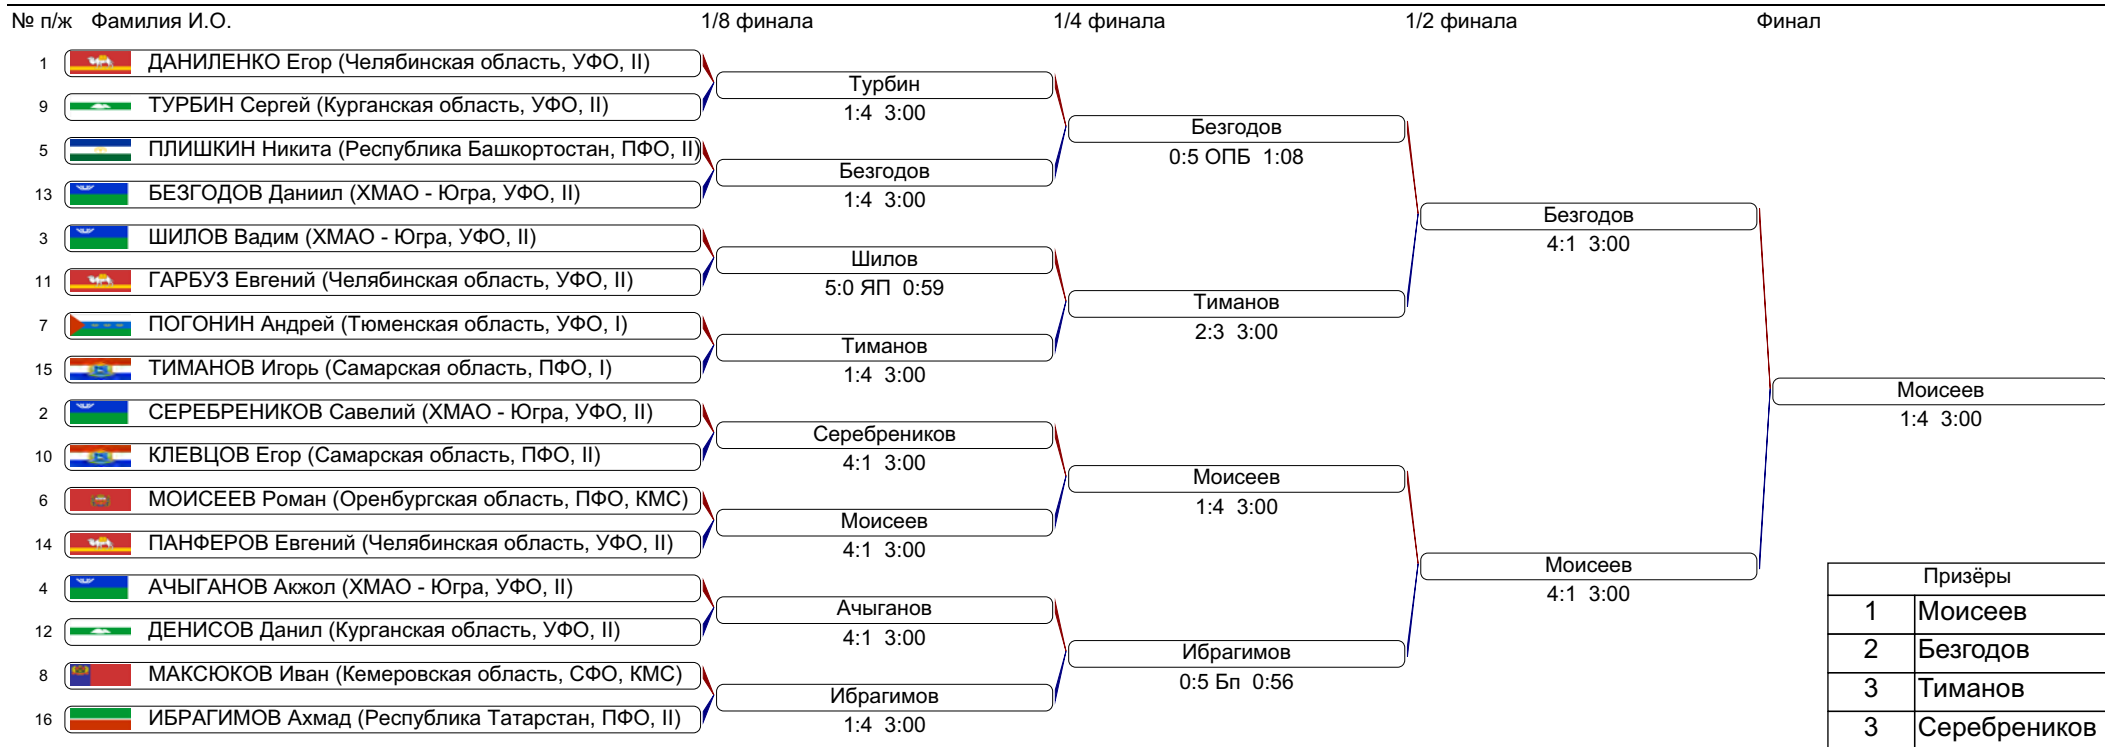 № п/ж Фамилия И.О. 1/8 финала 1/4 финала 1/2 финала Финал
1 ДАНИЛЕНКО Егор (Челябинская область, УФО, II)
9 ТУРБИН Сергей (Курганская область, УФО, II)
5 ПЛИШКИН Никита (Республика Башкортостан, ПФО, II)
13 БЕЗГОДОВ Даниил (ХМАО - Югра, УФО, II)
3 ШИЛОВ Вадим (ХМАО - Югра, УФО, II)
11 ГАРБУЗ Евгений (Челябинская область, УФО, II)
7 ПОГОНИН Андрей (Тюменская область, УФО, I)
15 ТИМАНОВ Игорь (Самарская область, ПФО, I)
2 СЕРЕБРЕНИКОВ Савелий (ХМАО - Югра, УФО, II)
10 КЛЕВЦОВ Егор (Самарская область, ПФО, II)
6 МОИСЕЕВ Роман (Оренбургская область, ПФО, КМС)
14 ПАНФЕРОВ Евгений (Челябинская область, УФО, II)
4 АЧЫГАНОВ Акжол (ХМАО - Югра, УФО, II)
12 ДЕНИСОВ Данил (Курганская область, УФО, II)
8 МАКСЮКОВ Иван (Кемеровская область, СФО, КМС)
16 ИБРАГИМОВ Ахмад (Республика Татарстан, ПФО, II)
Турбин
1:4 3:00
Безгодов
1:4 3:00
Шилов
5:0 ЯП 0:59
Тиманов
1:4 3:00
Серебреников
4:1 3:00
Моисеев
4:1 3:00
Ачыганов
4:1 3:00
Ибрагимов
1:4 3:00
Безгодов
0:5 ОПБ 1:08
Тиманов
2:3 3:00
Моисеев
1:4 3:00
Ибрагимов
0:5 Бп 0:56
Безгодов
4:1 3:00
Моисеев
4:1 3:00
Моисеев
1:4 3:00
Призёры
1 Моисеев
2 Безгодов
3 Тиманов
3 Серебреников